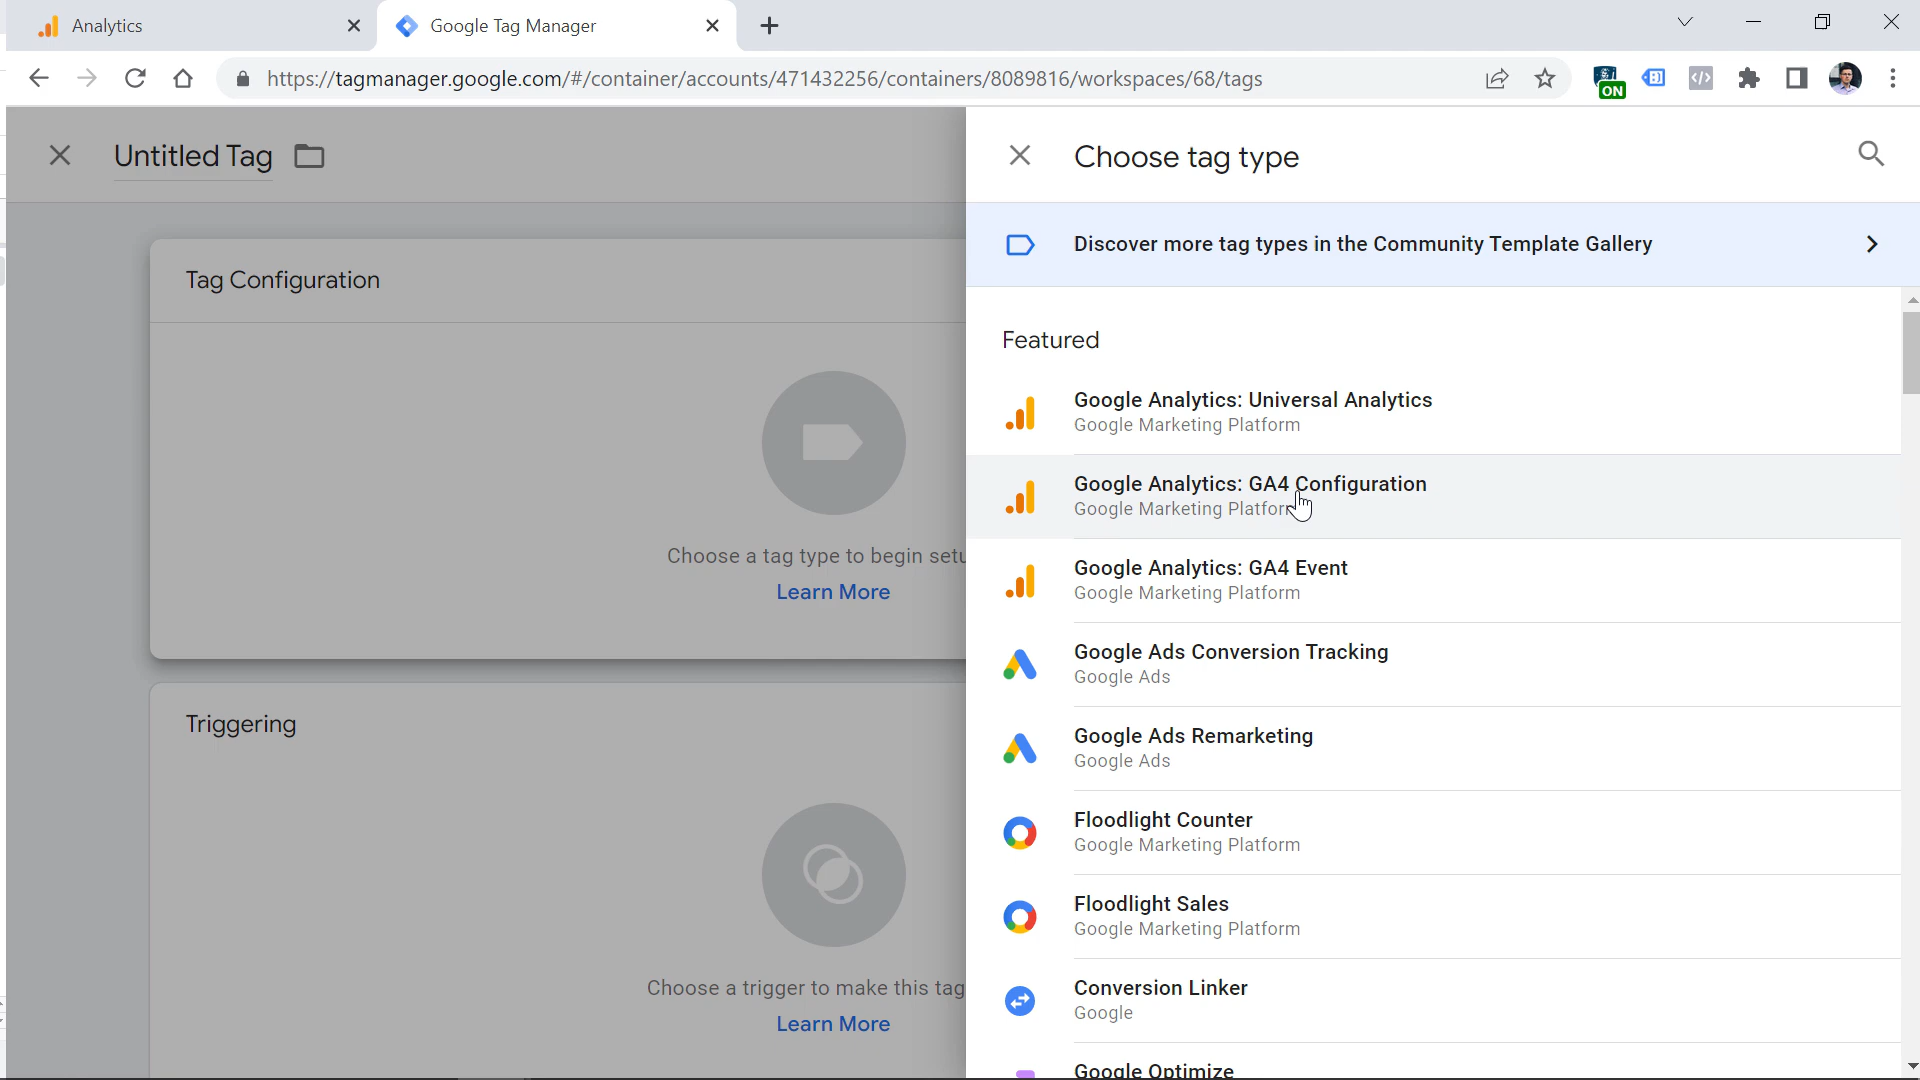 Analytics
Google Tag Manager
https://tagmanager.google.com/#/container/accounts/471432256/containers/8089816/workspaces/68/tags
ON
Untitled Tag
Choose tag type
Discover more tag types in the Community Template Gallery
Tag Configuration
Choose a tag type to begin setu
Learn More
Triggering
Choose a trigger to make this tag
Learn More
Featured
Google Analytics: Universal Analytics
Google Marketing Platform
Google Analytics: GA4 Configuration
Google Marketing Platform
Google Analytics: GA4 Event
Google Marketing Platform
Google Ads Conversion Tracking
Google Ads
Google Ads Remarketing
Google Ads
Floodlight Counter
Google Marketing Platform
Floodlight Sales
Google Marketing Platform
Conversion Linker
Google
Google Optimize